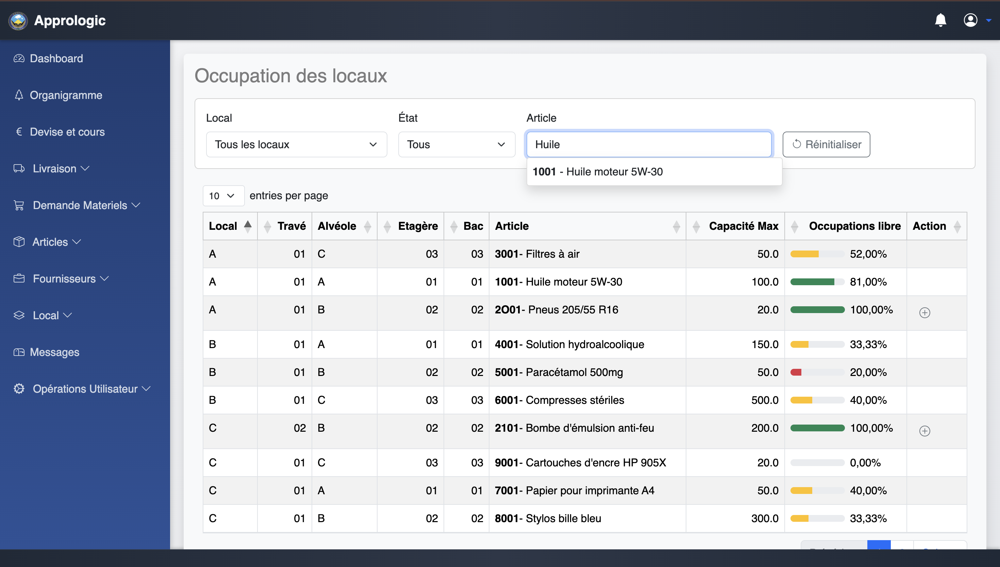 Apprologic
Dashboard
Organigramme
€ Devise et cours
Livraison
Demande Materiels
Articles
Fournisseurs
Local
Messages
Opérations Utilisateur
Occupation des locaux
Local État Article
Tous les locaux Tous Huile Réinitialiser
1001 - Huile moteur 5W-30
10 entries per page
Local Travé Alvéole Etagère Bac Article Capacité Max Occupations libre Action
A 01 C 03 03 3001- Filtres à air 50.0 52,00%
A 01 A 01 01 1001- Huile moteur 5W-30 100.0 81,00%
A 01 B 02 02 2O01- Pneus 205/55 R16 20.0 100,00%
B 01 A 01 01 4001- Solution hydroalcoolique 150.0 33,33%
B 01 B 02 02 5001- Paracétamol 500mg 50.0 20,00%
B 01 C 03 03 6001- Compresses stériles 500.0 40,00%
C 02 B 02 02 2101- Bombe d'émulsion anti-feu 200.0 100,00%
C 01 C 03 03 9001- Cartouches d'encre HP 905X 20.0 0,00%
C 01 A 01 01 7001- Papier pour imprimante A4 50.0 40,00%
C 01 B 02 02 8001- Stylos bille bleu 300.0 33,33%